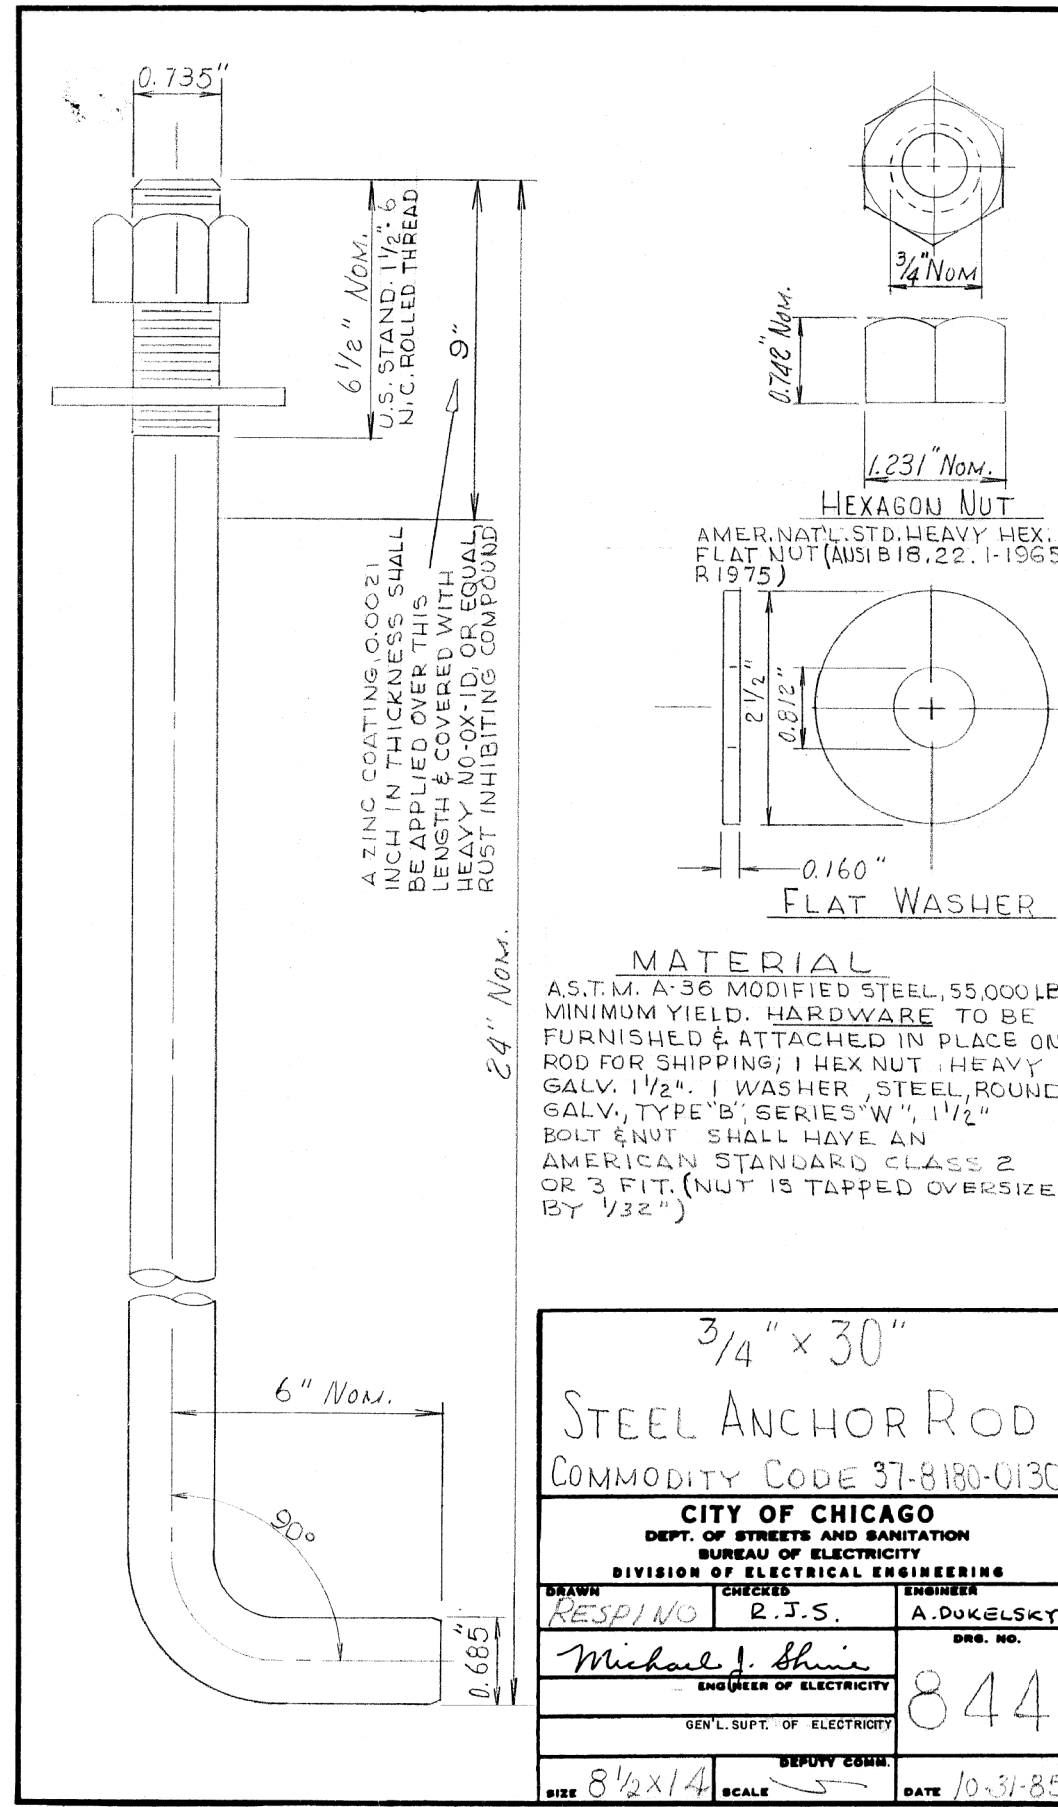 0.735"
6 1/2" NOM.
U.S. STAND. 1 1/2"-6
N.C. ROLLED THREAD
9"
A ZINC COATING, 0.0021
INCH IN THICKNESS SHALL
BE APPLIED OVER THIS
LENGTH & COVERED WITH
HEAVY NO-OX-ID, OR EQUAL
RUST INHIBITING COMPOUND
24" NOM.
6" NOM.
90°
0.685"
3/4" NOM
0.742" NOM.
1.231" NOM.
HEXAGON NUT
AMER. NAT'L. STD. HEAVY HEX.
FLAT NUT (ANSI B 18.22.1-1965
R1975)
2 1/2"
0.812"
0.160"
FLAT WASHER
MATERIAL
A.S.T.M. A-36 MODIFIED STEEL, 55,000 LB
MINIMUM YIELD. HARDWARE TO BE
FURNISHED & ATTACHED IN PLACE ON
ROD FOR SHIPPING; 1 HEX NUT, HEAVY
GALV. 1 1/2". 1 WASHER, STEEL, ROUND
GALV., TYPE "B", SERIES "W", 1 1/2"
BOLT & NUT SHALL HAVE AN
AMERICAN STANDARD CLASS 2
OR 3 FIT. (NUT IS TAPPED OVERSIZE
BY 1/32")
3/4" x 30"
STEEL ANCHOR ROD
COMMODITY CODE 37-8180-0130
CITY OF CHICAGO
DEPT. OF STREETS AND SANITATION
BUREAU OF ELECTRICITY
DIVISION OF ELECTRICAL ENGINEERING
DRAWN CHECKED ENGINEER
RESPINO R.J.S. A. DUKELSKY
Michael J. Shine
ENGINEER OF ELECTRICITY
DRG. NO.
844
GEN'L. SUPT. OF ELECTRICITY
DEPUTY COMM.
SIZE 8 1/2 X 14 SCALE DATE 10-31-85